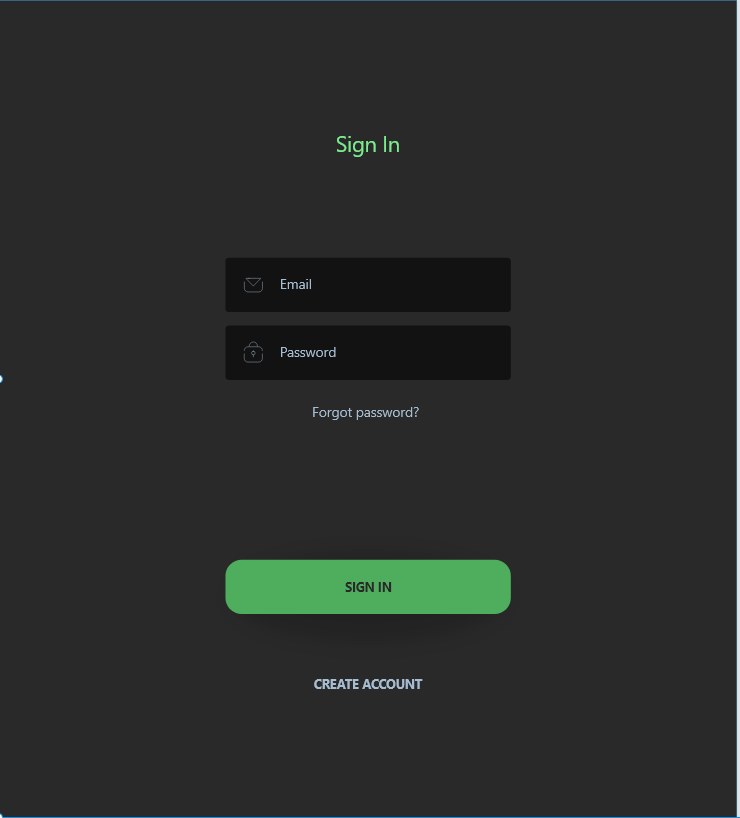 Sign In
Email
Password
Forgot password?
SIGN IN
CREATE ACCOUNT